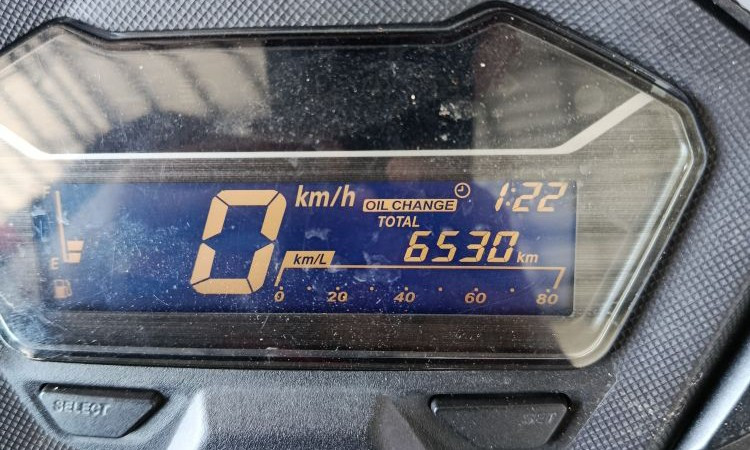 F
E
0 km/h
OIL CHANGE 1:22
TOTAL
6530 km
km/L
0 20 40 60 80
SELECT SET